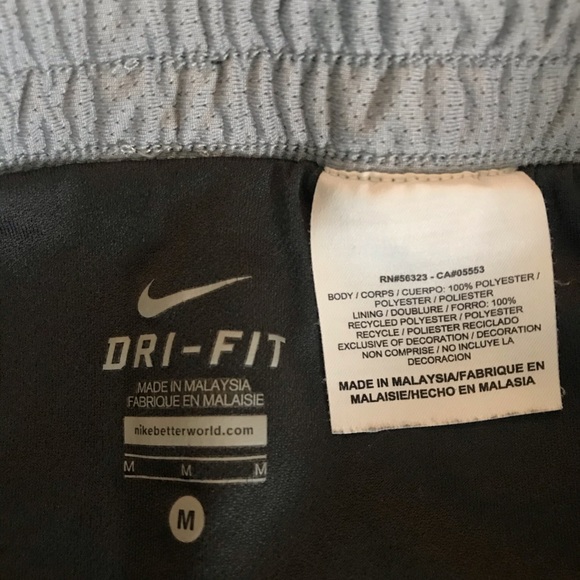 DRI-FIT
MADE IN MALAYSIA
FABRIQUE EN MALAISIE
nikebetterworld.com
M M M
M
RN#56323 - CA#05553
BODY / CORPS / CUERPO: 100% POLYESTER /
POLYESTER / POLIESTER
LINING / DOUBLURE / FORRO: 100%
RECYCLED POLYESTER / POLYESTER
RECYCLE / POLIESTER RECICLADO
EXCLUSIVE OF DECORATION / DECORATION
NON COMPRISE / NO INCLUYE LA
DECORACION
MADE IN MALAYSIA/FABRIQUE EN
MALAISIE/HECHO EN MALASIA